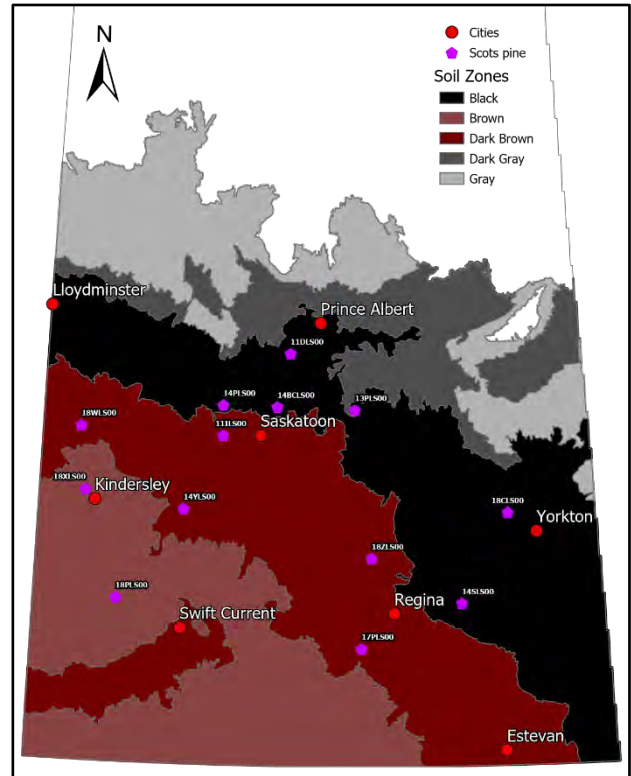 N
Cities
Scots pine
Soil Zones
Black
Brown
Dark Brown
Dark Gray
Gray
Lloydminster
Prince Albert
11DLS00
14PLS00
14BCLS00
13PLS00
18WLS00
11ILS00
Saskatoon
18XLS00
Kindersley
14YLS00
18CLS00
Yorkton
18ZLS00
18PLS00
14SLS00
Regina
Swift Current
17PLS00
Estevan